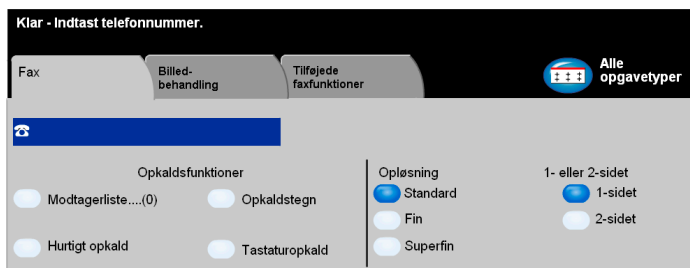 Klar - Indtast telefonnummer.
Fax
Billed-
behandling
Tilføjede
faxfunktioner
Alle
opgavetyper
Opkaldsfunktioner
Modtagerliste....(0)
Opkaldstegn
Hurtigt opkald
Tastaturopkald
Opløsning
Standard
Fin
Superfin
1- eller 2-sidet
1-sidet
2-sidet